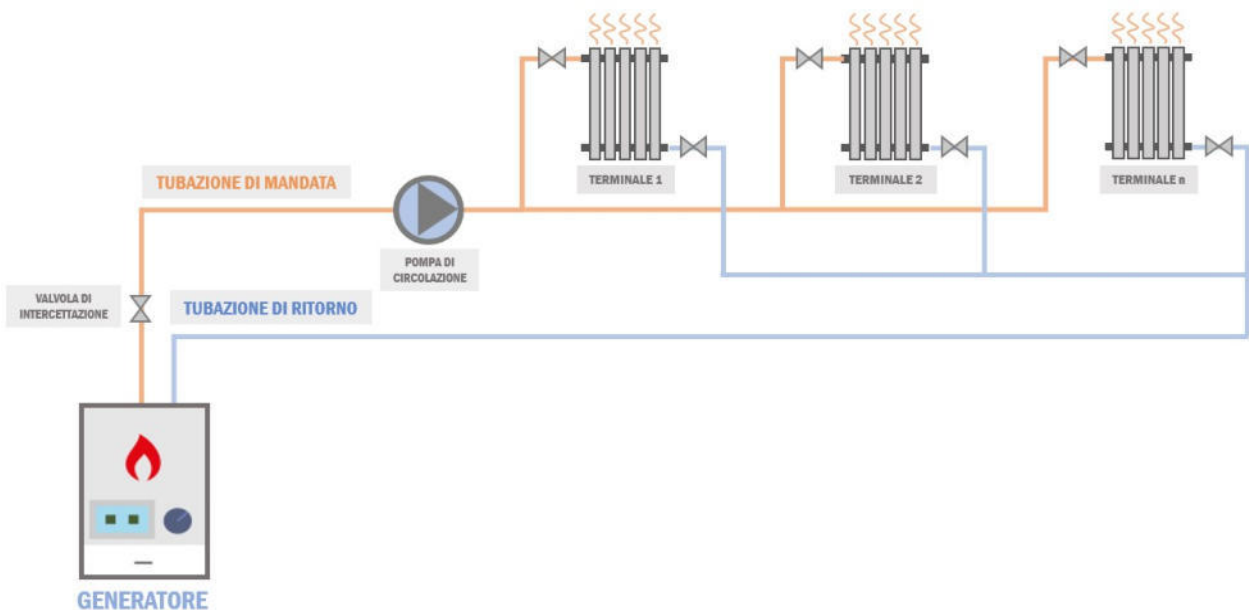 TERMINALE 1
TERMINALE 2
TERMINALE n
TUBAZIONE DI MANDATA
POMPA DI
CIRCOLAZIONE
VALVOLA DI
INTERCETTAZIONE
TUBAZIONE DI RITORNO
GENERATORE